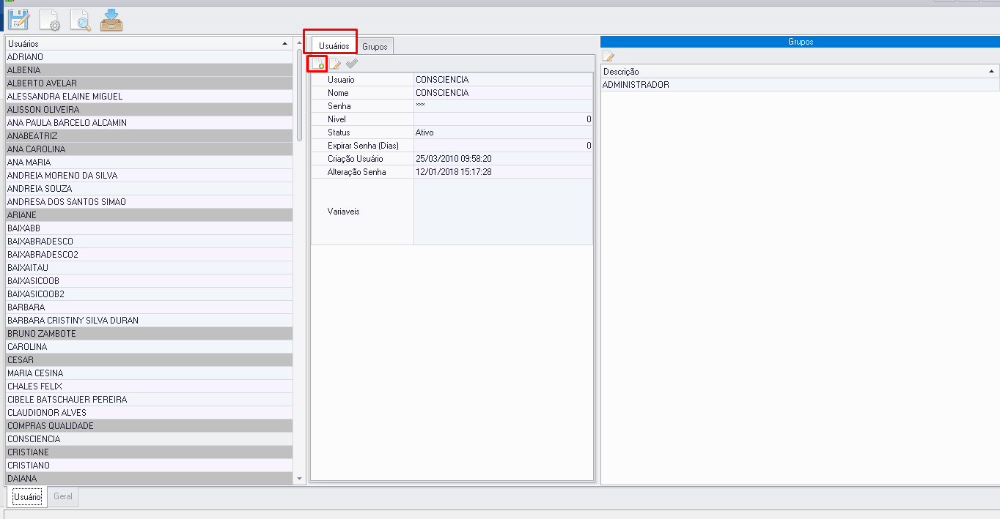 Usuários
ADRIANO
ALBENIA
ALBERTO AVELAR
ALESSANDRA ELAINE MIGUEL
ALISSON OLIVEIRA
ANA PAULA BARCELO ALCAMIN
ANABEATRIZ
ANA CAROLINA
ANA MARIA
ANDREIA MORENO DA SILVA
ANDREIA SOUZA
ANDRESA DOS SANTOS SIMAO
ARIANE
BAIXABB
BAIXABRADESCO
BAIXABRADESCO2
BAIXAITAU
BAIXASICOOB
BAIXASICOOB2
BARBARA
BARBARA CRISTINY SILVA DURAN
BRUNO ZAMBOTE
CAROLINA
CESAR
MARIA CESINA
CHALES FELIX
CIBELE BATSCHAUER PEREIRA
CLAUDIONOR ALVES
COMPRAS QUALIDADE
CONSCIENCIA
CRISTIANE
CRISTIANO
DAIANA
Usuário Geral
Usuários Grupos
Usuario CONSCIENCIA
Nome CONSCIENCIA
Senha ***
Nivel 0
Status Ativo
Expirar Senha (Dias) 0
Criação Usuário 25/03/2010 09:58:20
Alteração Senha 12/01/2018 15:17:28
Variaveis
Grupos
Descrição
ADMINISTRADOR